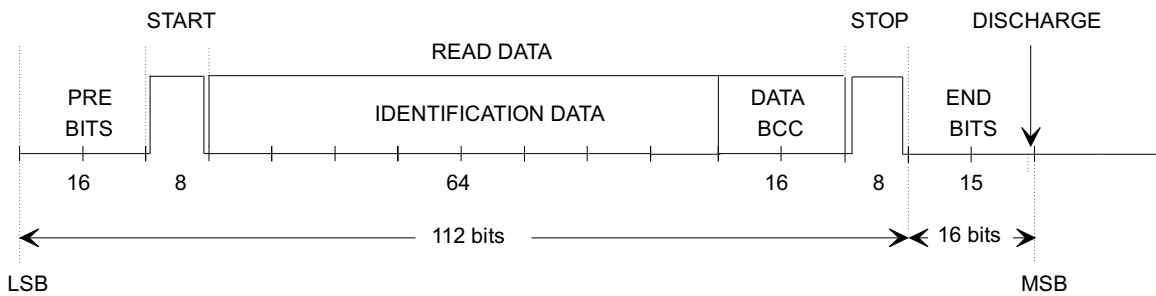 START
STOP
DISCHARGE
READ DATA
PRE
BITS
IDENTIFICATION DATA
DATA
BCC
END
BITS
16
8
64
16
8
15
112 bits
16 bits
LSB
MSB